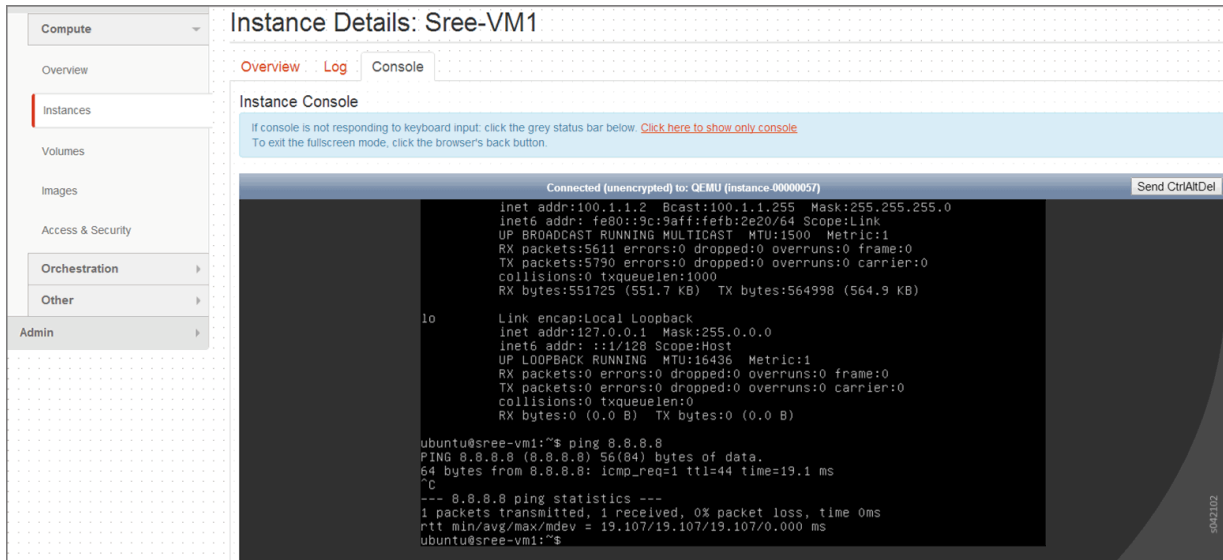 Compute
Overview
Instances
Volumes
Images
Access & Security
Orchestration
Other
Admin
Instance Details: Sree-VM1
Overview Log Console
Instance Console
If console is not responding to keyboard input: click the grey status bar below. Click here to show only console
To exit the fullscreen mode, click the browser's back button.
Connected (unencrypted) to: QEMU (instance-00000057)
Send CtrlAltDel
inet addr:100.1.1.2 Bcast:100.1.1.255 Mask:255.255.255.0
inet6 addr: fe80::9c:9aff:fefb:2e20/64 Scope:Link
UP BROADCAST RUNNING MULTICAST MTU:1500 Metric:1
RX packets:5611 errors:0 dropped:0 overruns:0 frame:0
TX packets:5790 errors:0 dropped:0 overruns:0 carrier:0
collisions:0 txqueuelen:1000
RX bytes:551725 (551.7 KB) TX bytes:564998 (564.9 KB)
lo Link encap:Local Loopback
inet addr:127.0.0.1 Mask:255.0.0.0
inet6 addr: ::1/128 Scope:Host
UP LOOPBACK RUNNING MTU:16436 Metric:1
RX packets:0 errors:0 dropped:0 overruns:0 frame:0
TX packets:0 errors:0 dropped:0 overruns:0 carrier:0
collisions:0 txqueuelen:0
RX bytes:0 (0.0 B) TX bytes:0 (0.0 B)
ubuntu@sree-vm1:~$ ping 8.8.8.8
PING 8.8.8.8 (8.8.8.8) 56(84) bytes of data.
64 bytes from 8.8.8.8: icmp_req=1 ttl=44 time=19.1 ms
^C
--- 8.8.8.8 ping statistics ---
1 packets transmitted, 1 received, 0% packet loss, time 0ms
rtt min/avg/max/mdev = 19.107/19.107/19.107/0.000 ms
ubuntu@sree-vm1:~$
s042102